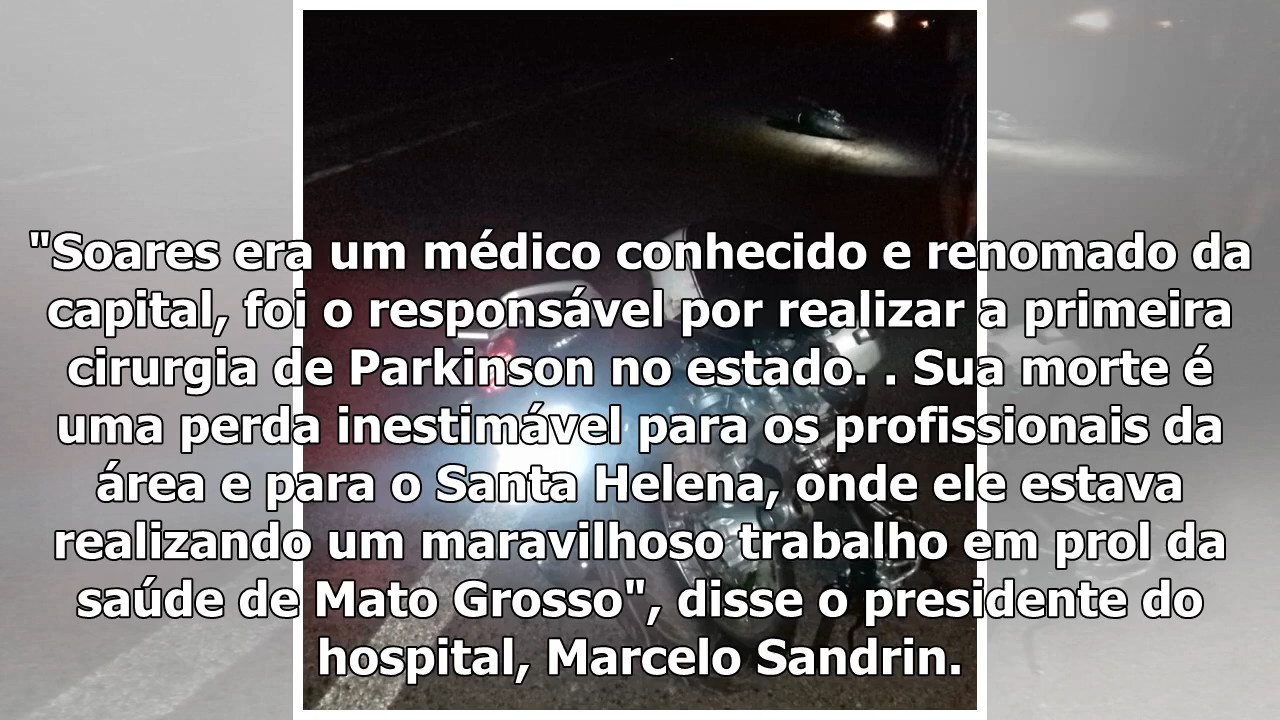 "Soares era um médico conhecido e renomado da
capital, foi o responsável por realizar a primeira
cirurgia de Parkinson no estado. . Sua morte é
uma perda inestimável para os profissionais da
área e para o Santa Helena, onde ele estava
realizando um maravilhoso trabalho em prol da
saúde de Mato Grosso", disse o presidente do
hospital, Marcelo Sandrin.